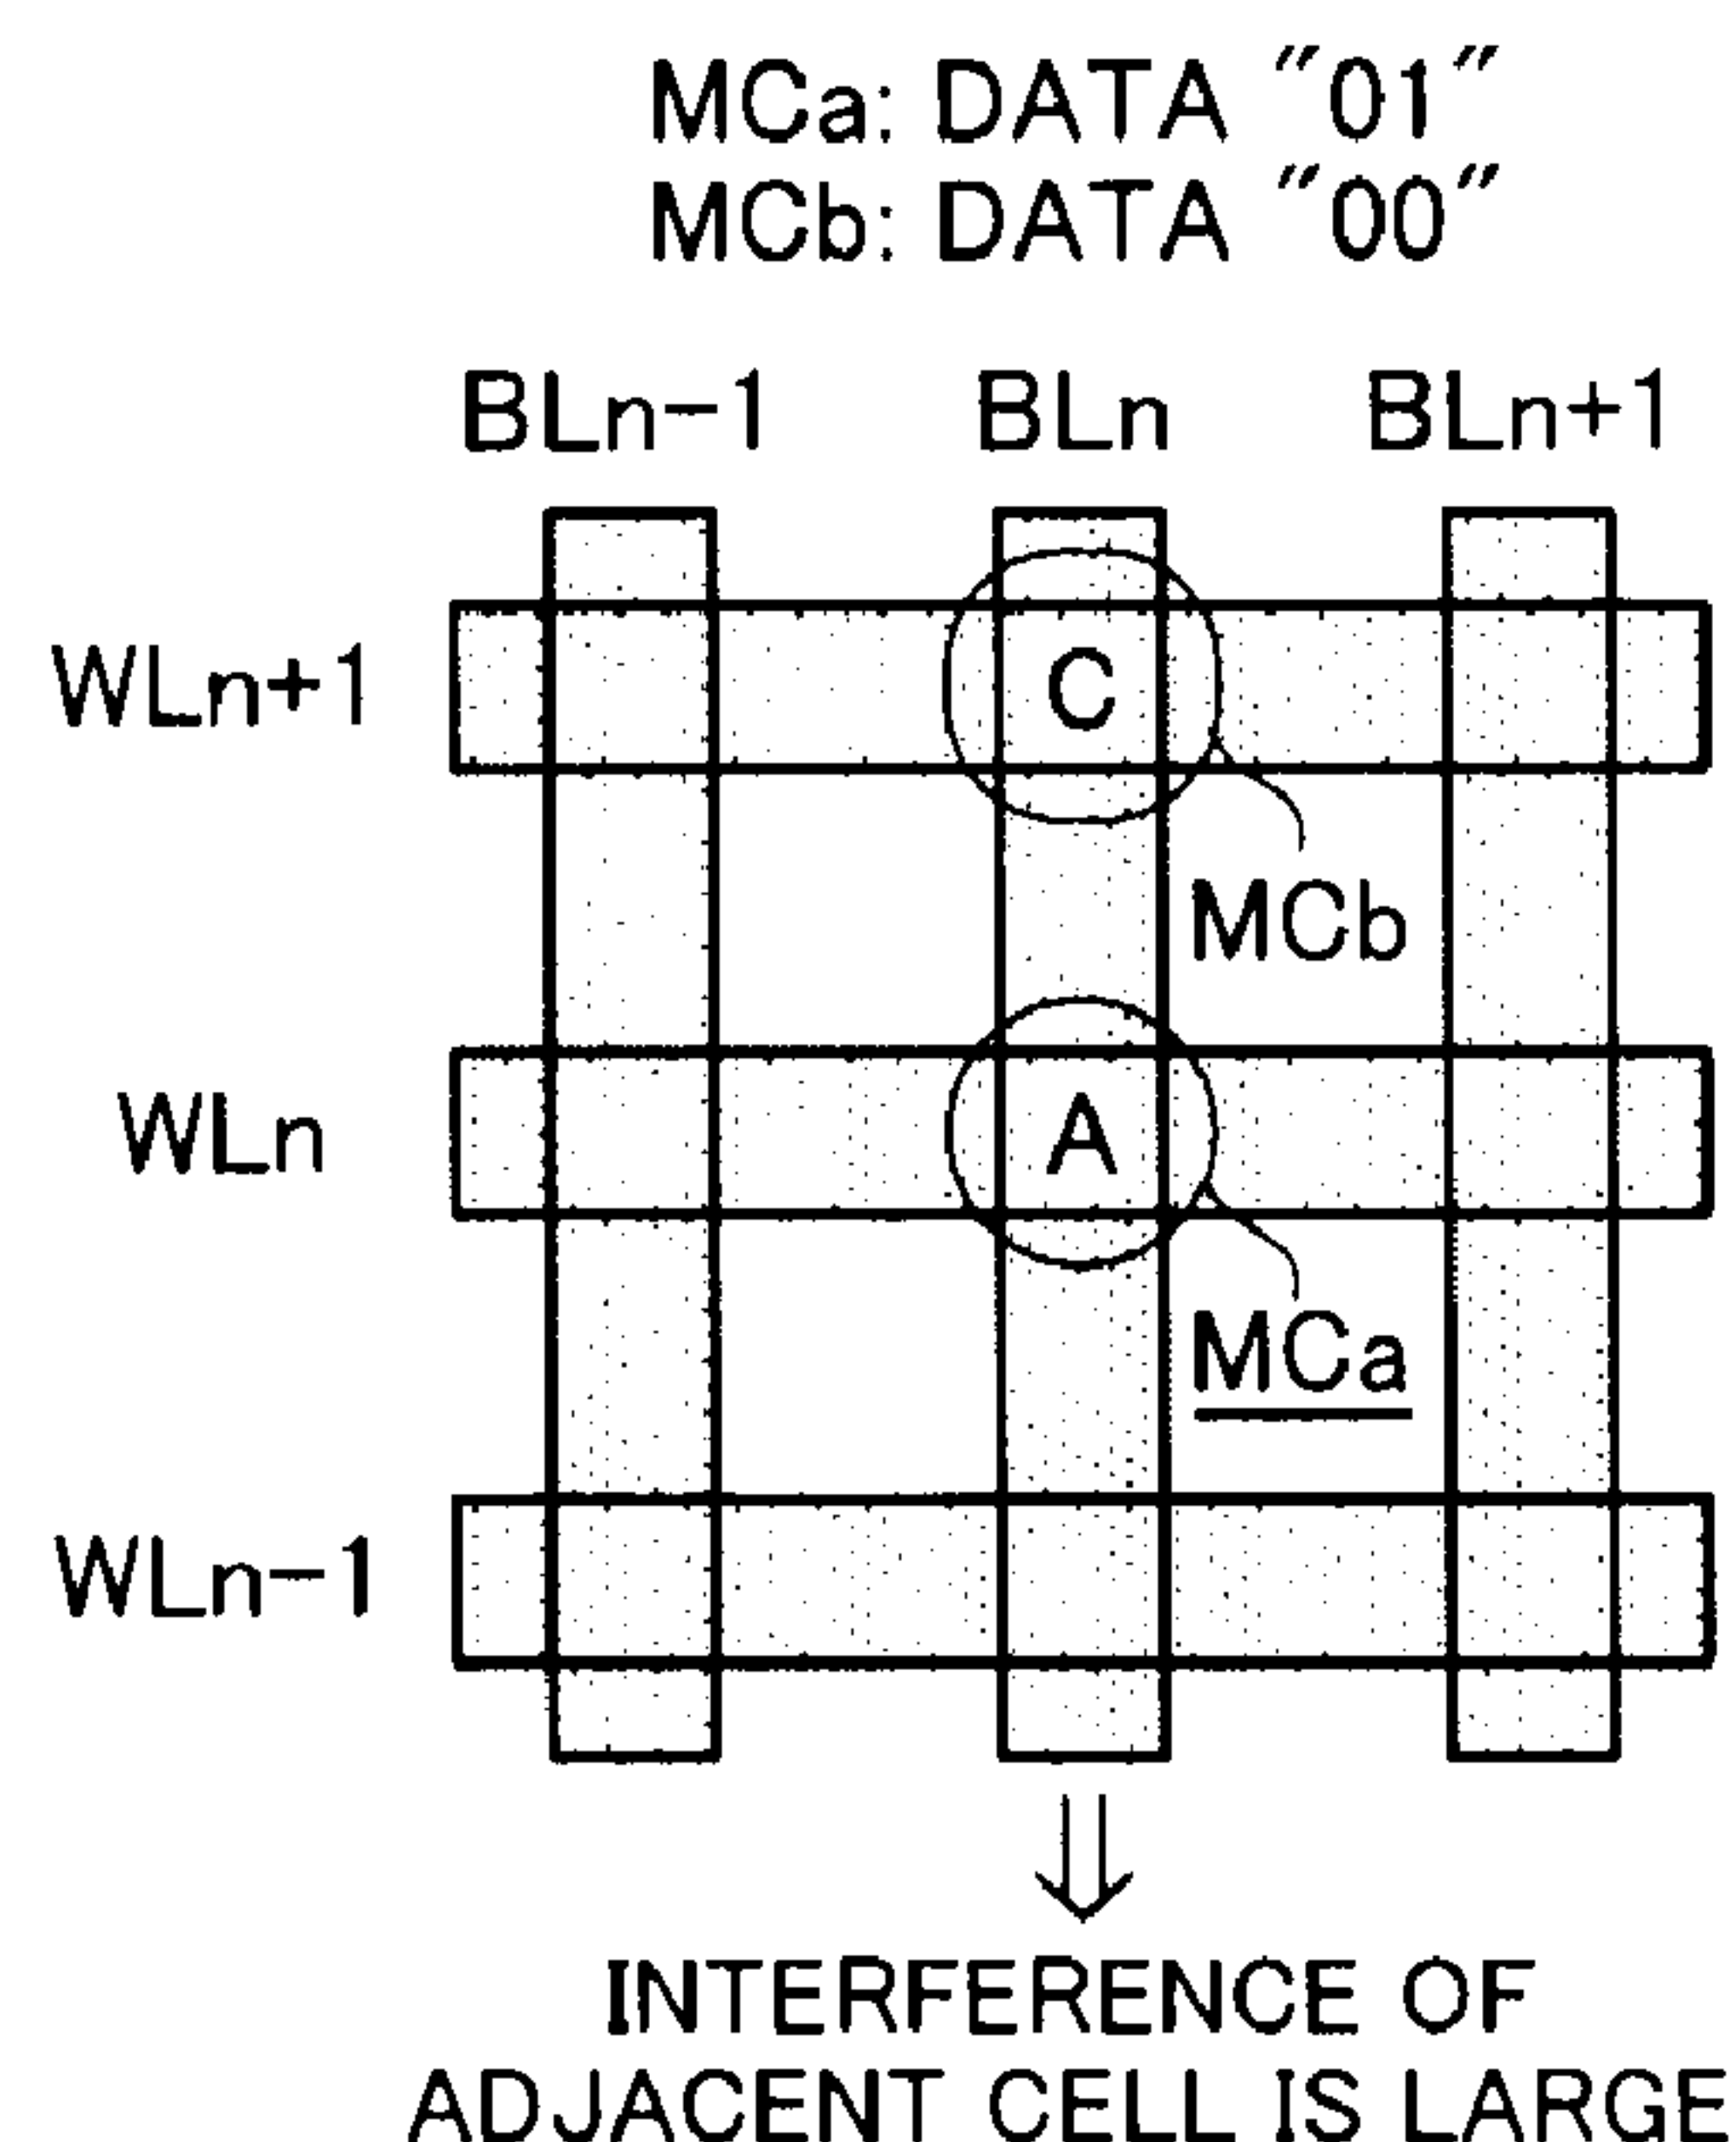 MCa: DATA "01"
MCb: DATA "00"
BLn-1 BLn BLn+1
WLn+1 C
MCb
WLn A
MCa
WLn-1
INTERFERENCE OF
ADJACENT CELL IS LARGE